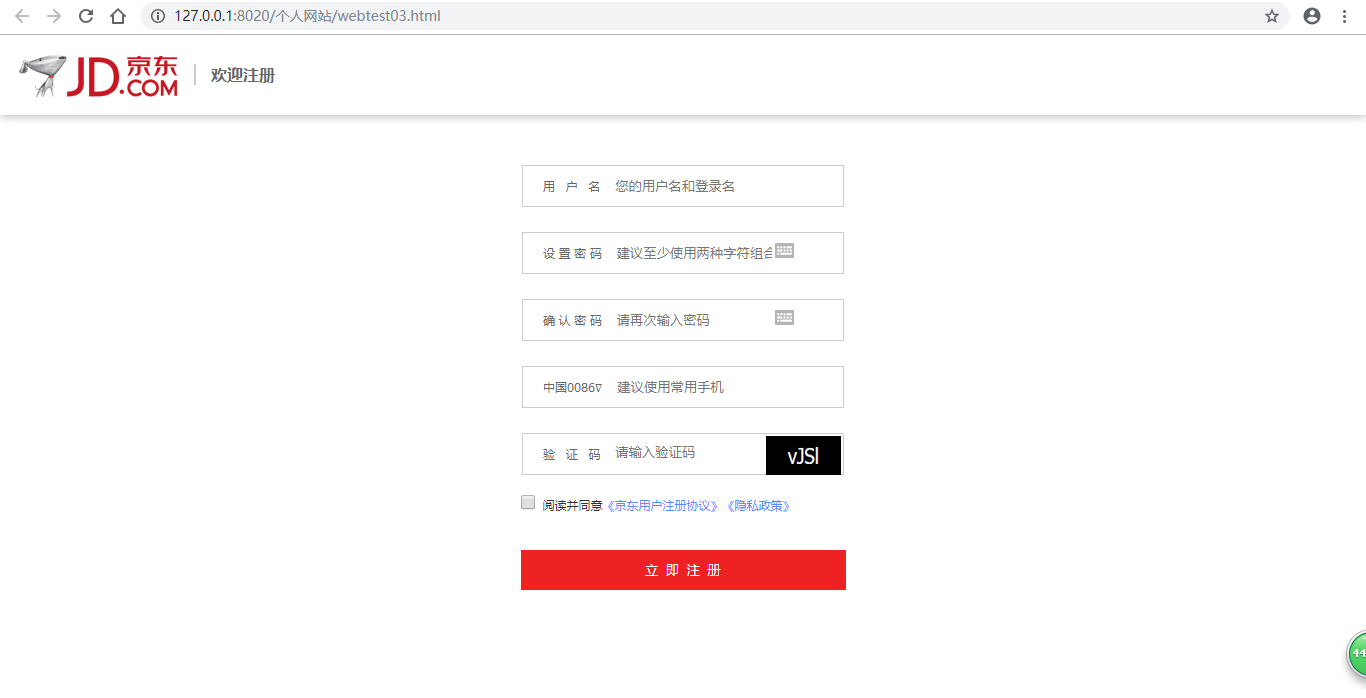 127.0.0.1:8020/个人网站/webtest03.html
JD京东.COM 欢迎注册
用 户 名 您的用户名和登录名
设 置 密 码 建议至少使用两种字符组合
确 认 密 码 请再次输入密码
中国0086∇ 建议使用常用手机
验 证 码 请输入验证码 vJSl
阅读并同意《京东用户注册协议》《隐私政策》
立 即 注 册
44